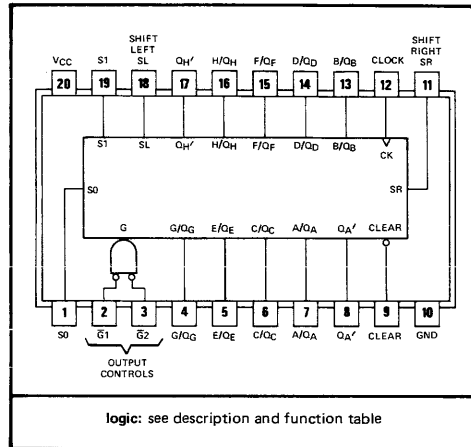 SHIFT SHIFT
LEFT RIGHT
VCC S1 SL QH' H/QH F/QF D/QD B/QB CLOCK SR
20 19 18 17 16 15 14 13 12 11
S1 SL QH' H/QH F/QF D/QD B/QB CK
S0 SR
G G/QG E/QE C/QC A/QA QA' CLEAR
1 2 3 4 5 6 7 8 9 10
S0 G̅1 G̅2 G/QG E/QE C/QC A/QA QA' CLEAR GND
OUTPUT
CONTROLS
logic: see description and function table